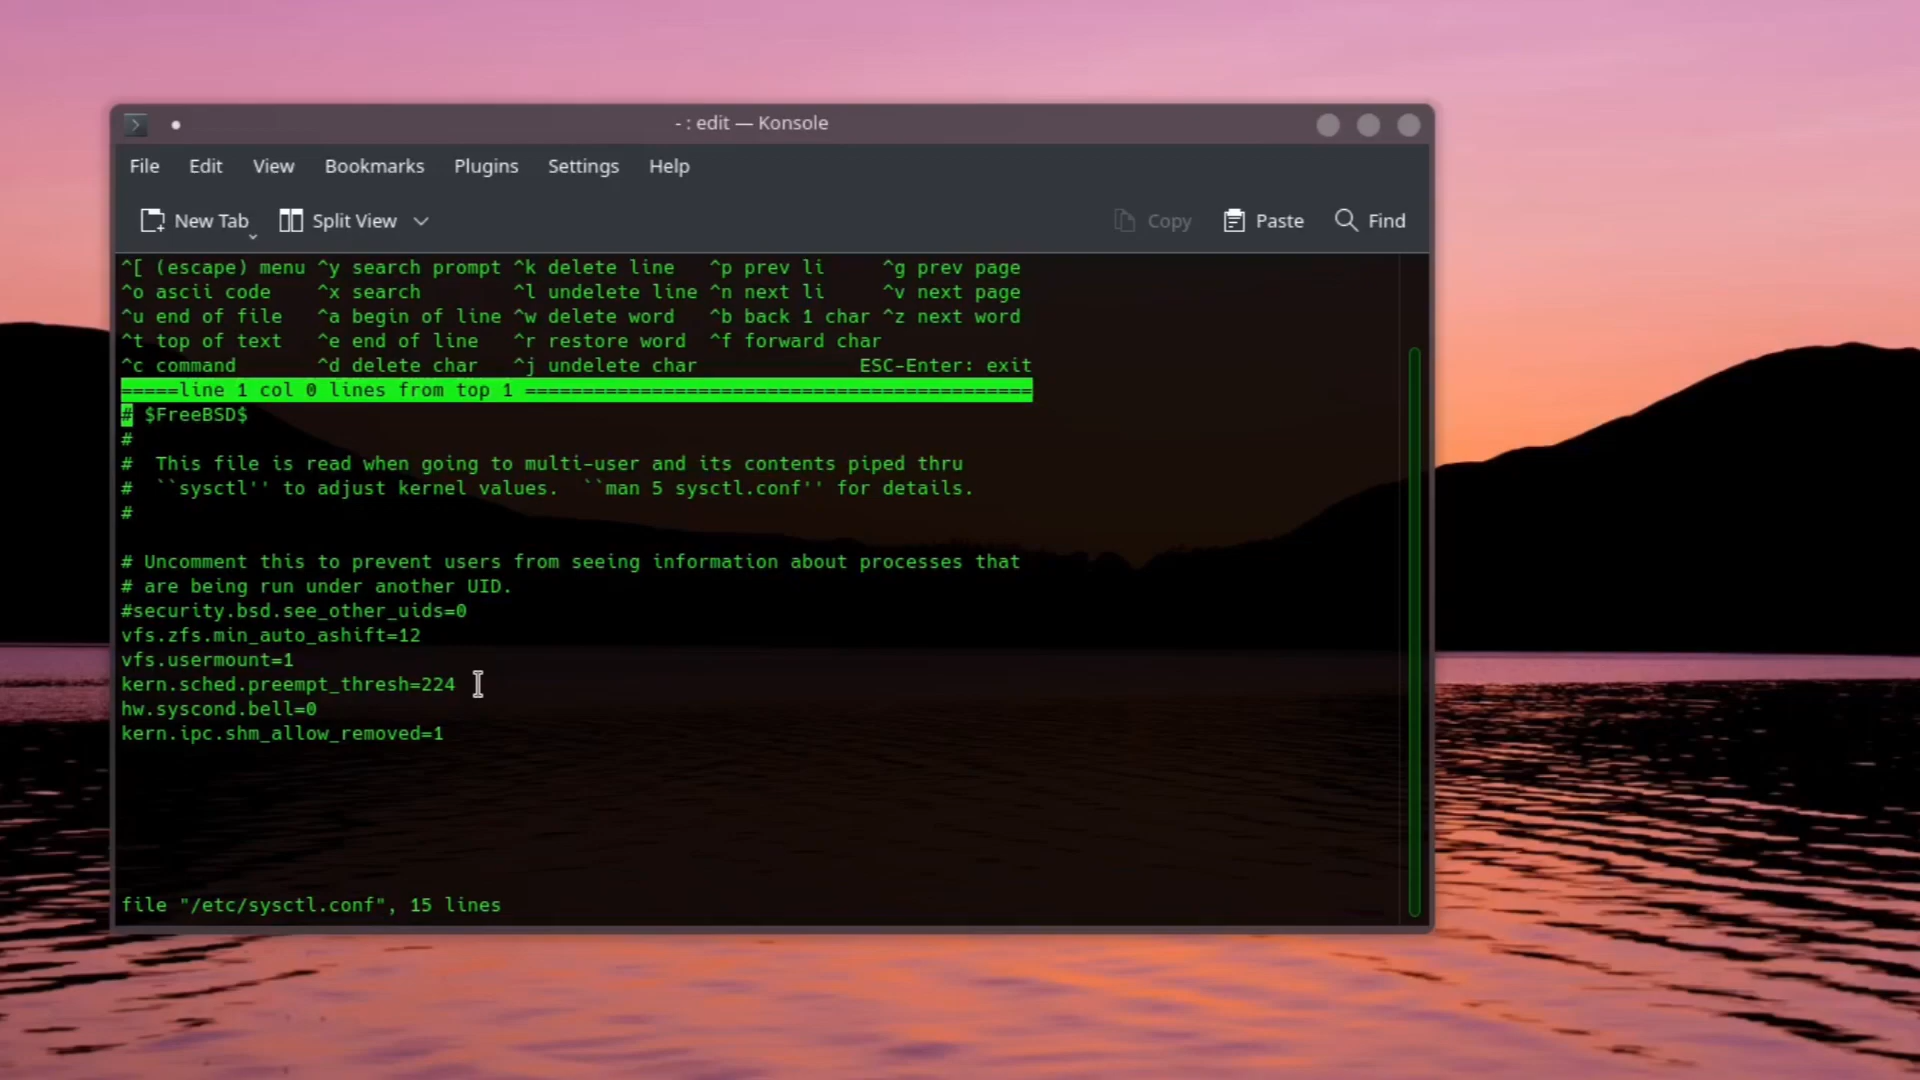 - : edit — Konsole
File Edit View Bookmarks Plugins Settings Help
New Tab Split View Copy Paste Find
^[ (escape) menu ^y search prompt ^k delete line ^p prev li ^g prev page
^o ascii code ^x search ^l undelete line ^n next li ^v next page
^u end of file ^a begin of line ^w delete word ^b back 1 char ^z next word
^t top of text ^e end of line ^r restore word ^f forward char
^c command ^d delete char ^j undelete char ESC-Enter: exit
=====line 1 col 0 lines from top 1 ============================================
# $FreeBSD$
#
#  This file is read when going to multi-user and its contents piped thru
#  ``sysctl'' to adjust kernel values.  ``man 5 sysctl.conf'' for details.
#
# Uncomment this to prevent users from seeing information about processes that
# are being run under another UID.
#security.bsd.see_other_uids=0
vfs.zfs.min_auto_ashift=12
vfs.usermount=1
kern.sched.preempt_thresh=224
hw.syscond.bell=0
kern.ipc.shm_allow_removed=1
file "/etc/sysctl.conf", 15 lines